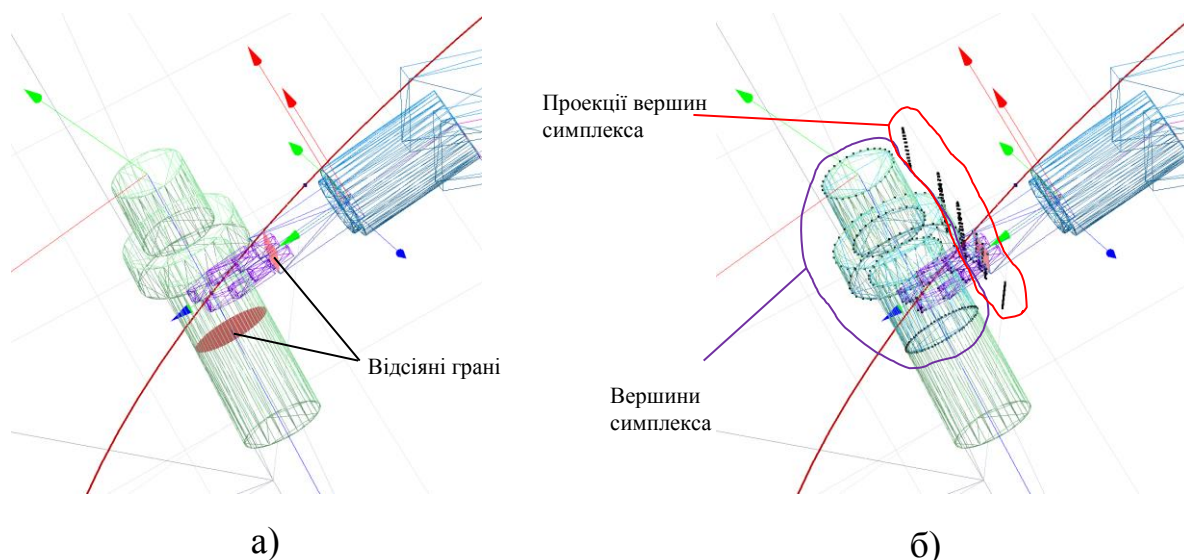 Проекції вершин
симплекса
Відсіяні грані
Вершини
симплекса
а)
б)